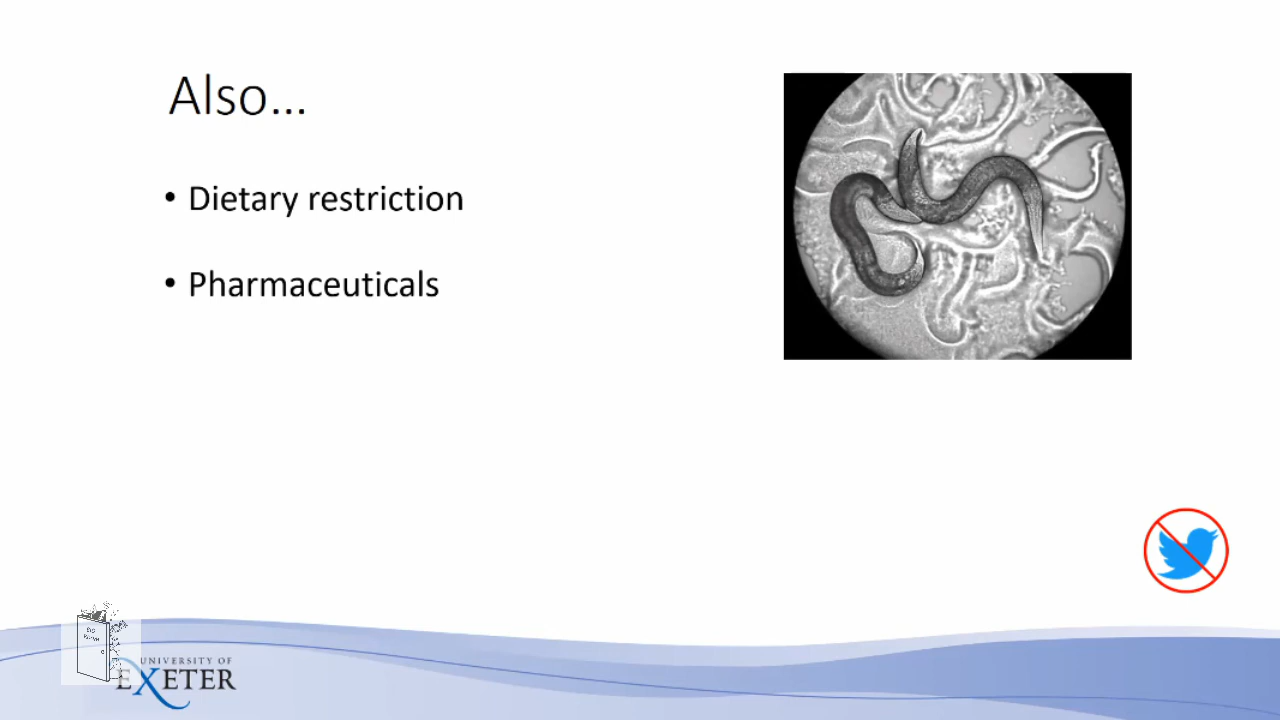 Also...
• Dietary restriction
• Pharmaceuticals
UNIVERSITY OF
EXETER